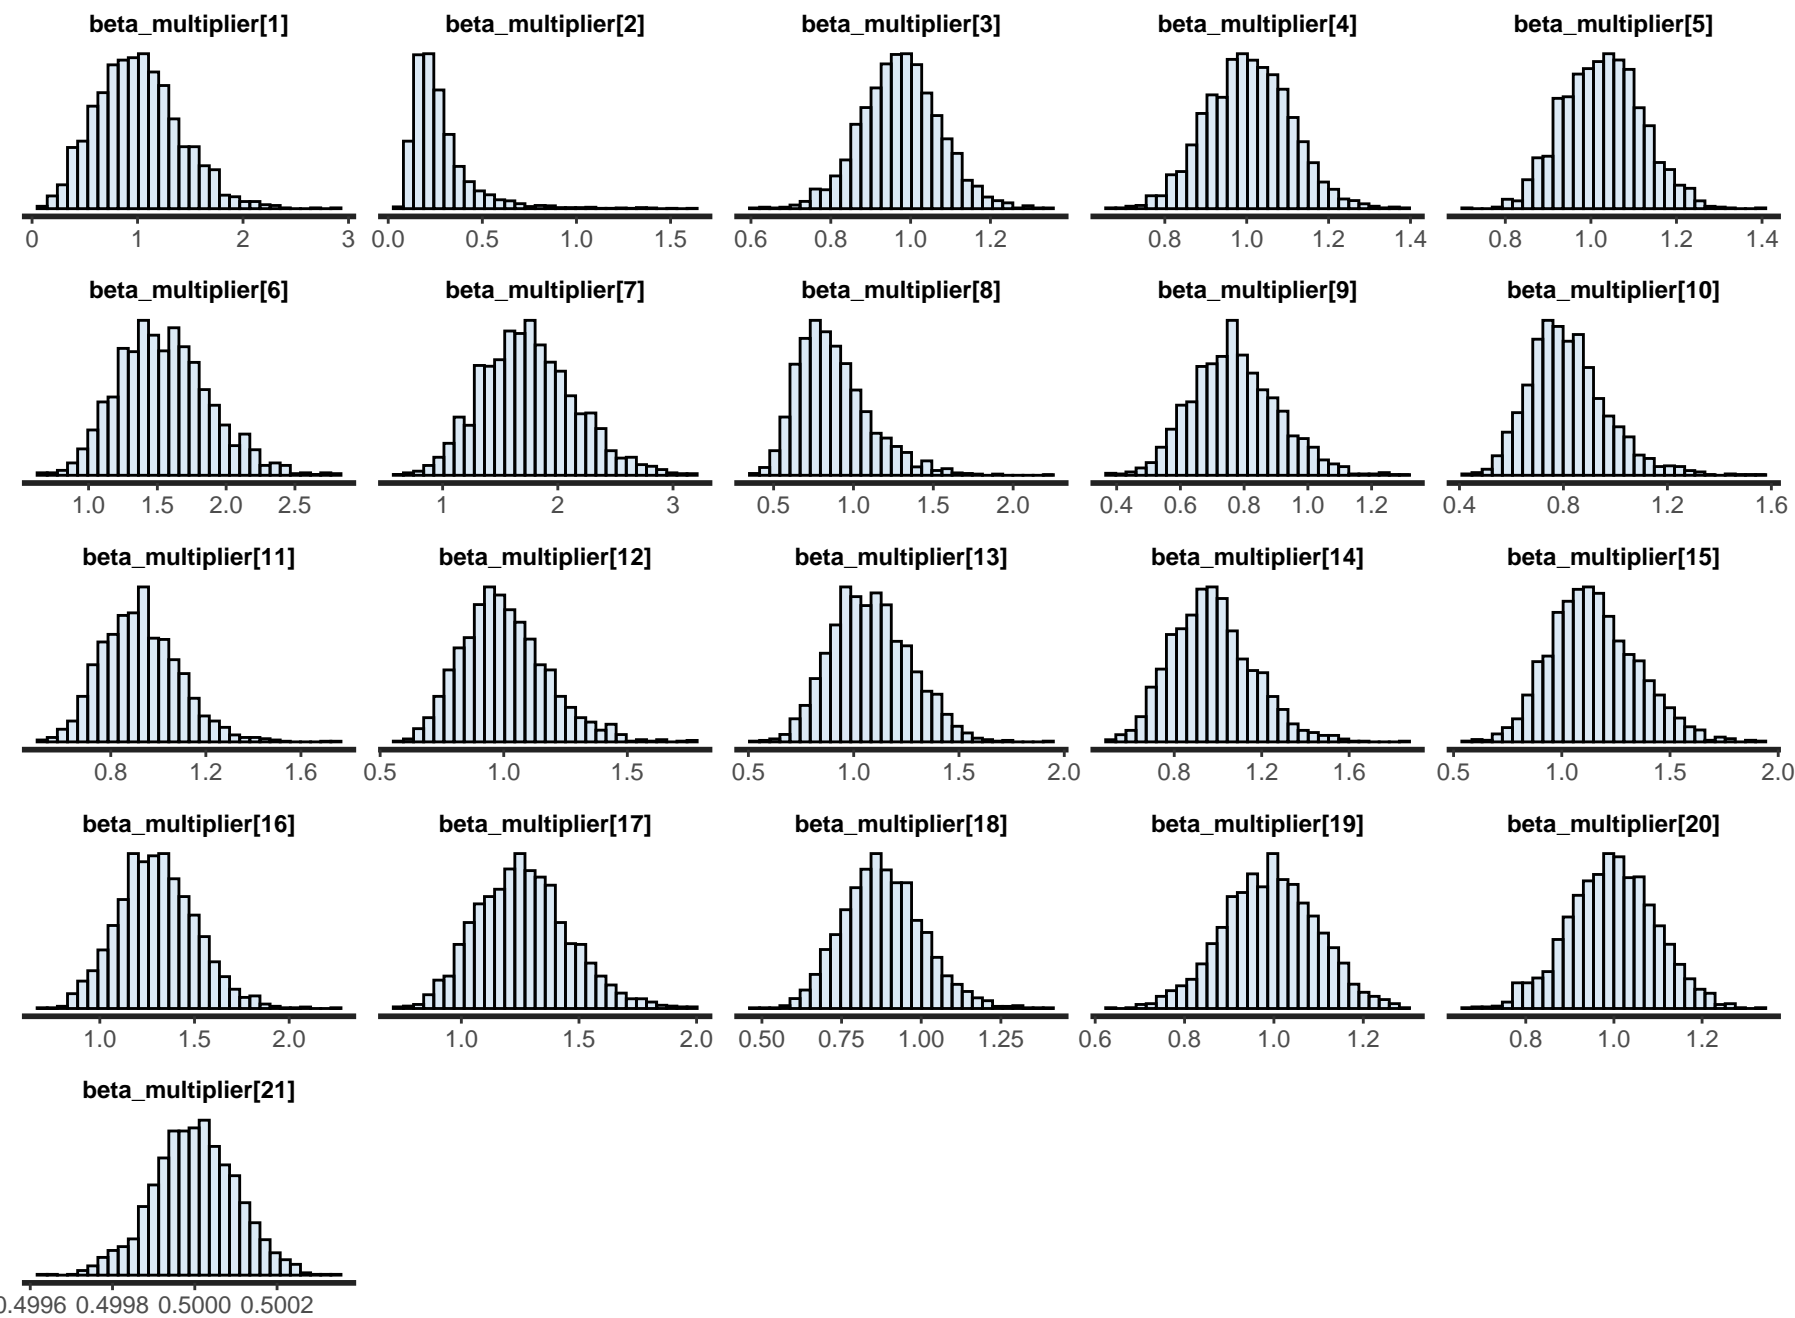 beta_multiplier[1] beta_multiplier[2] beta_multiplier[3] beta_multiplier[4] beta_multiplier[5]
0 1 2 3 0.0 0.5 1.0 1.5 0.6 0.8 1.0 1.2 0.8 1.0 1.2 1.4 0.8 1.0 1.2 1.4
beta_multiplier[6] beta_multiplier[7] beta_multiplier[8] beta_multiplier[9] beta_multiplier[10]
1.0 1.5 2.0 2.5 1 2 3 0.5 1.0 1.5 2.0 0.4 0.6 0.8 1.0 1.2 0.4 0.8 1.2 1.6
beta_multiplier[11] beta_multiplier[12] beta_multiplier[13] beta_multiplier[14] beta_multiplier[15]
0.8 1.2 1.6 0.5 1.0 1.5 0.5 1.0 1.5 2.0 0.8 1.2 1.6 0.5 1.0 1.5 2.0
beta_multiplier[16] beta_multiplier[17] beta_multiplier[18] beta_multiplier[19] beta_multiplier[20]
1.0 1.5 2.0 1.0 1.5 2.0 0.50 0.75 1.00 1.25 0.6 0.8 1.0 1.2 0.8 1.0 1.2
beta_multiplier[21]
0.4996 0.4998 0.5000 0.5002